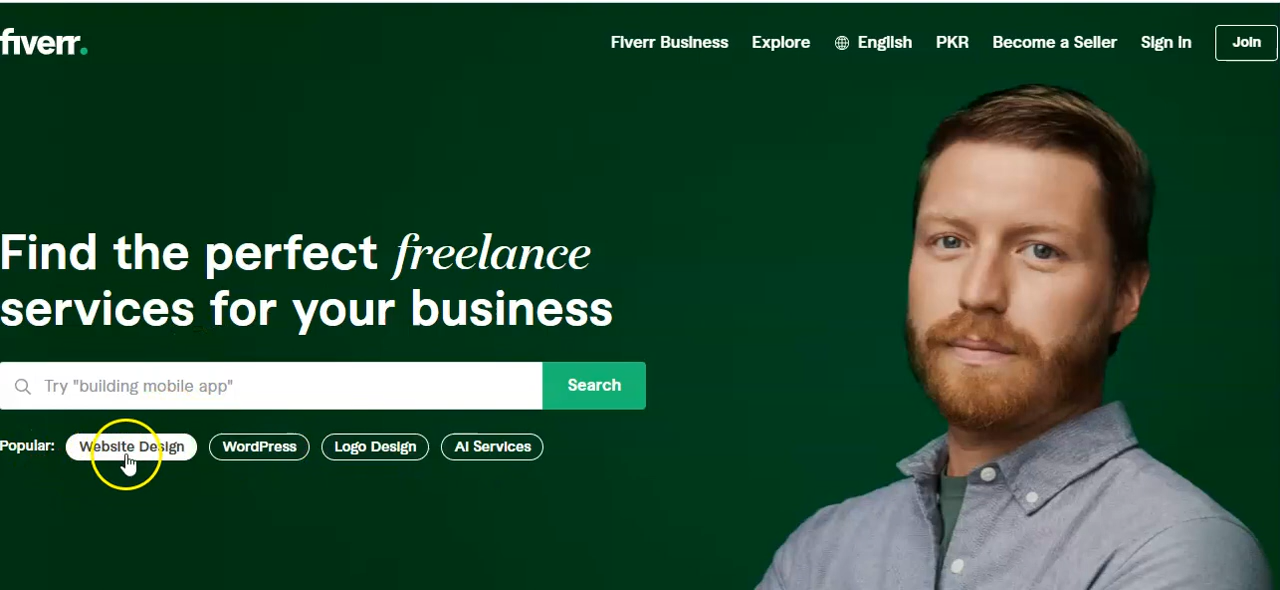 fiverr.
Fiverr Business Explore English PKR Become a Seller Sign in Join
Find the perfect freelance
services for your business
Try "building mobile app" Search
Popular: Website Design WordPress Logo Design AI Services